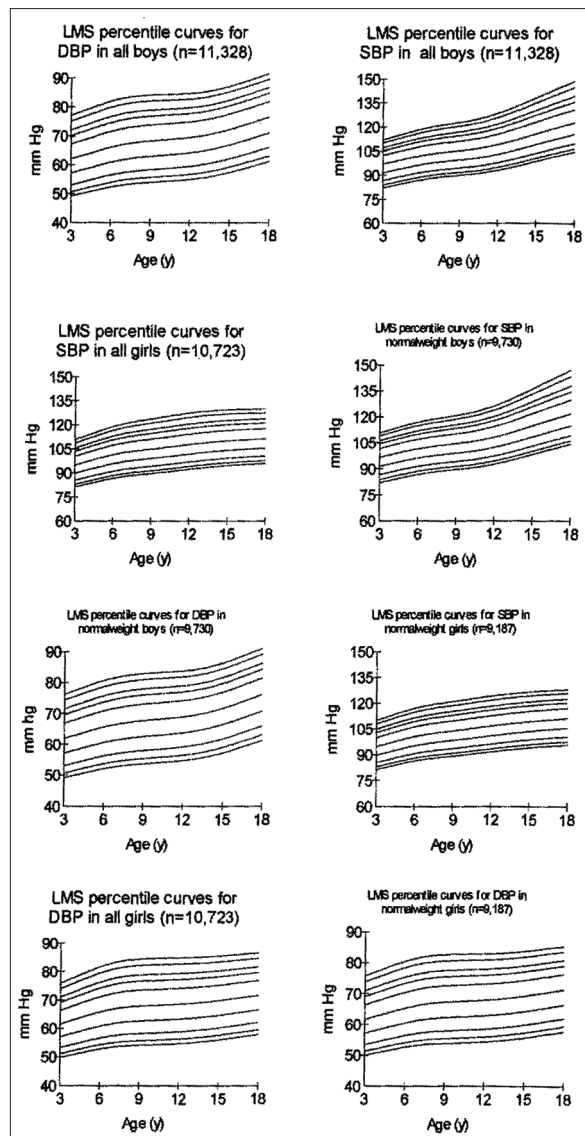 LMS percentile curves for
DBP in all boys (n=11,328)
90
80
70
60
50
40
mm Hg
3 6 9 12 15 18
Age (y)
LMS percentile curves for
SBP in all boys (n=11,328)
150
135
120
105
90
75
60
mm Hg
3 6 9 12 15 18
Age (y)
LMS percentile curves for
SBP in all girls (n=10,723)
150
135
120
105
90
75
60
mm Hg
3 6 9 12 15 18
Age (y)
LMS percentile curves for SBP in
normalweight boys (n=9,730)
150
135
120
105
90
75
60
mm Hg
3 6 9 12 15 18
Age (y)
LMS percentile curves for DBP in
normalweight boys (n=9,730)
90
80
70
60
50
40
mm hg
3 6 9 12 15 18
Age (y)
LMS percentile curves for SBP in
normalweight girls (n=9,187)
150
135
120
105
90
75
60
mm Hg
3 6 9 12 15 18
Age (y)
LMS percentile curves for
DBP in all girls (n=10,723)
90
80
70
60
50
40
mm Hg
3 6 9 12 15 18
Age (y)
LMS percentile curves for DBP in
normalweight girls (n=9,187)
90
80
70
60
50
40
mm Hg
3 6 9 12 15 18
Age (y)